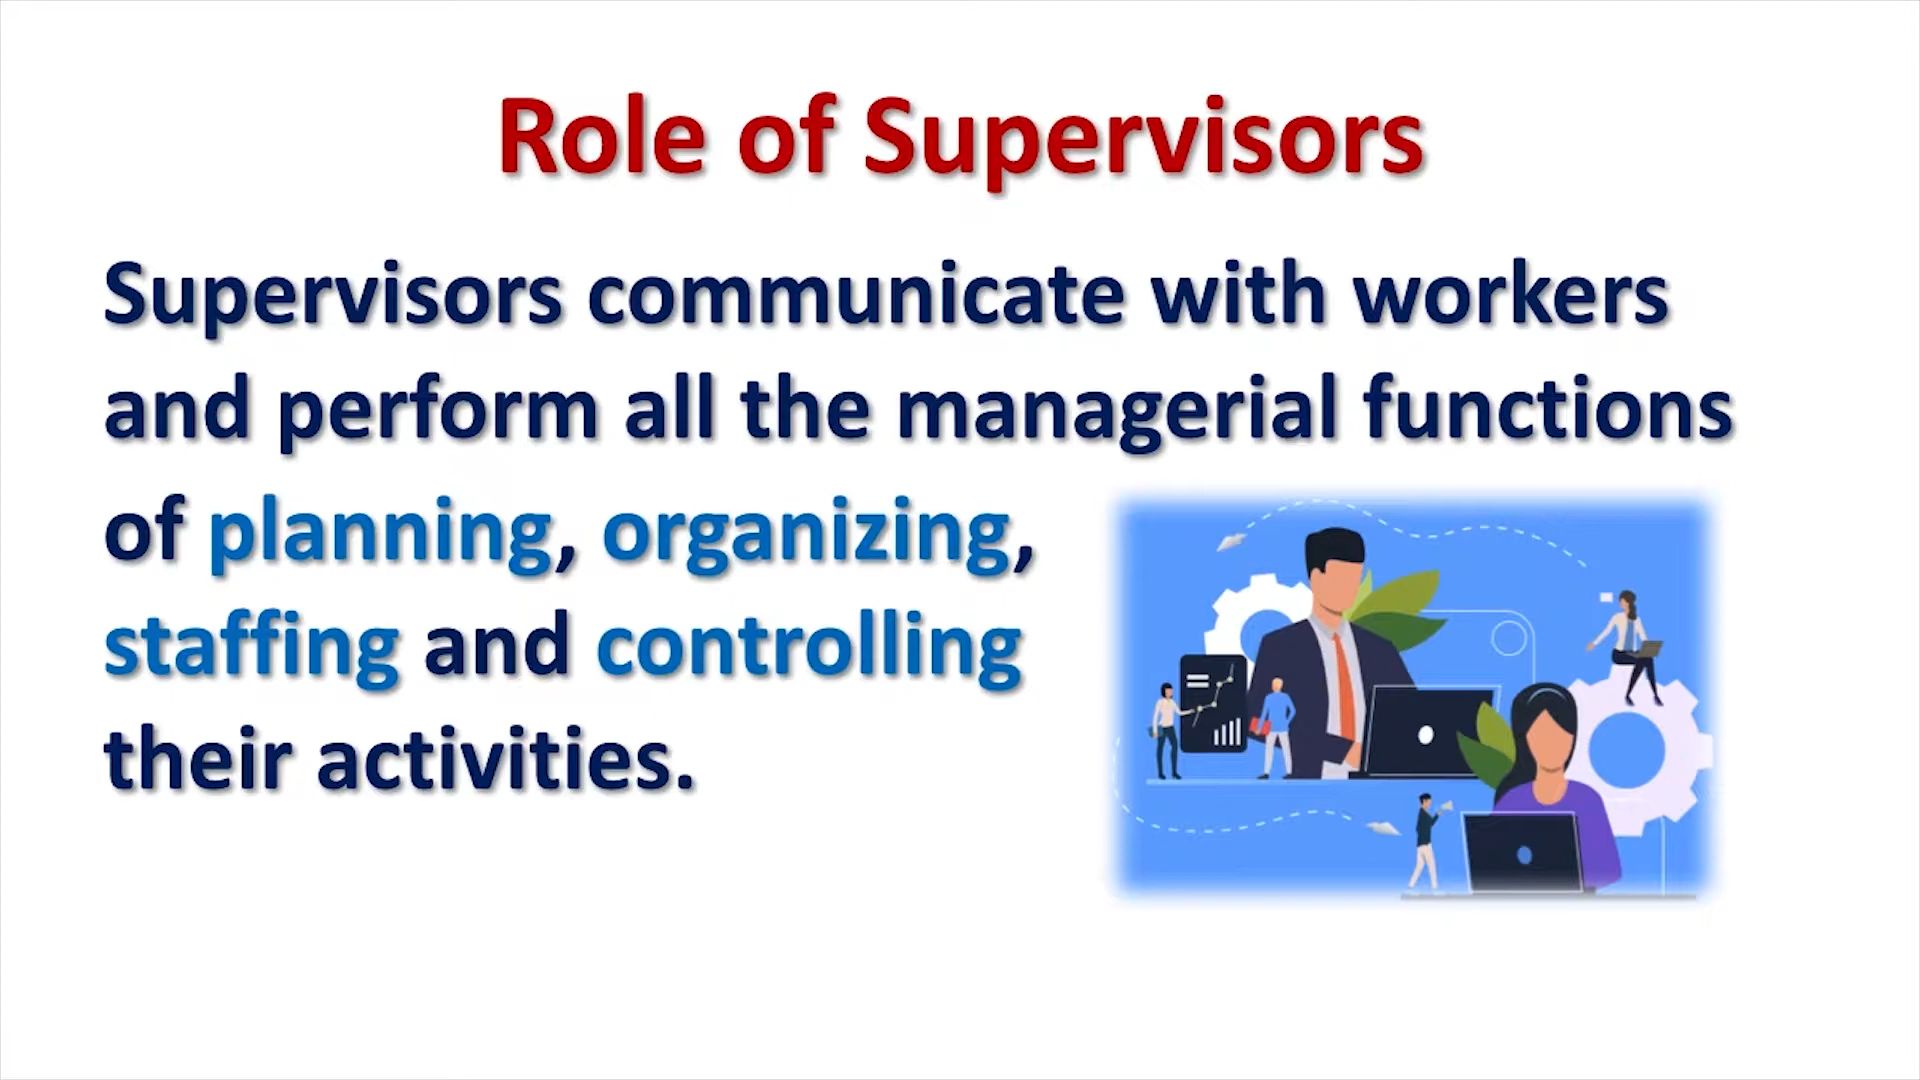 Role of Supervisors
Supervisors communicate with workers
and perform all the managerial functions
of planning, organizing,
staffing and controlling
their activities.